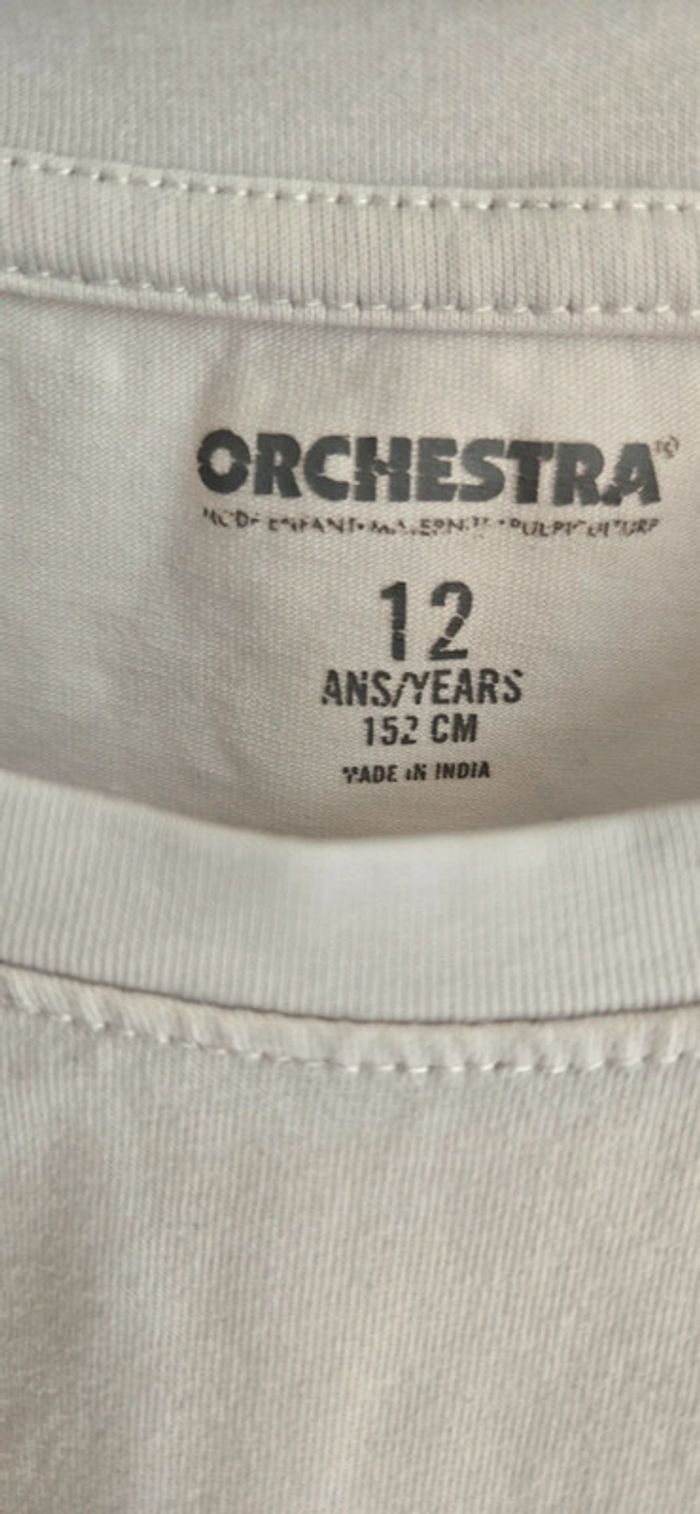 ORCHESTRA
12
ANS/YEARS
152 CM
MADE IN INDIA